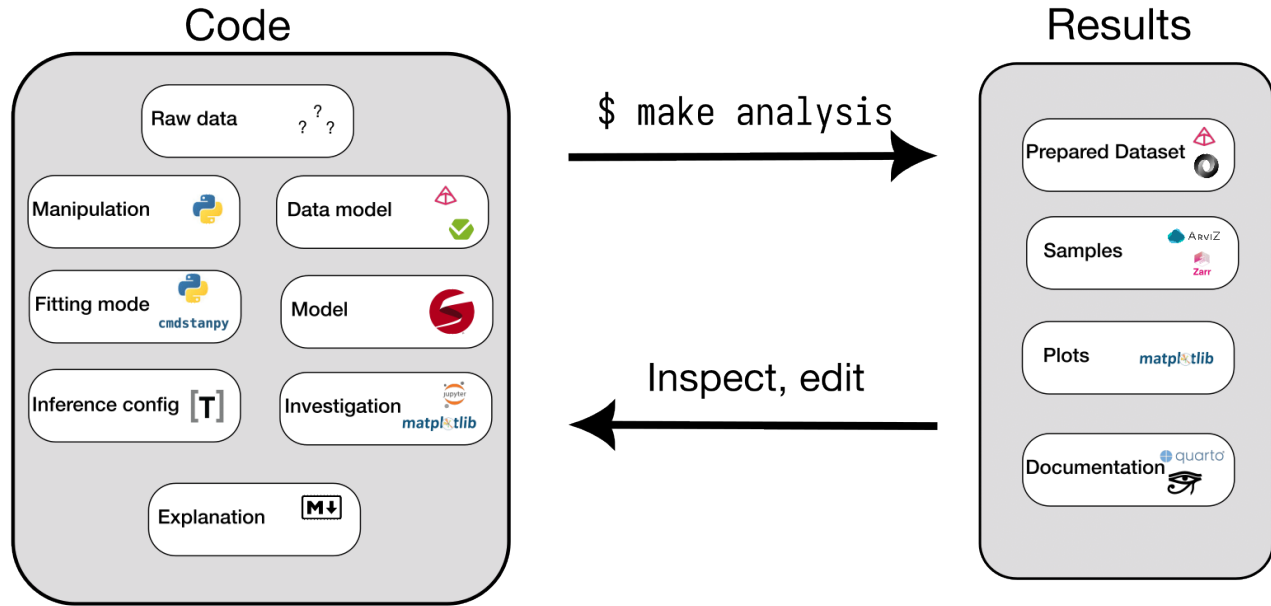 Code
Results
Raw data
? ? ?
$ make analysis
Prepared Dataset
Manipulation
Data model
Samples
ARVIZ
Zarr
Fitting mode
cmdstanpy
Model
Plots
matplotlib
Inspect, edit
Inference config [T]
Investigation
jupyter
matplotlib
Documentation
quarto
Explanation
M